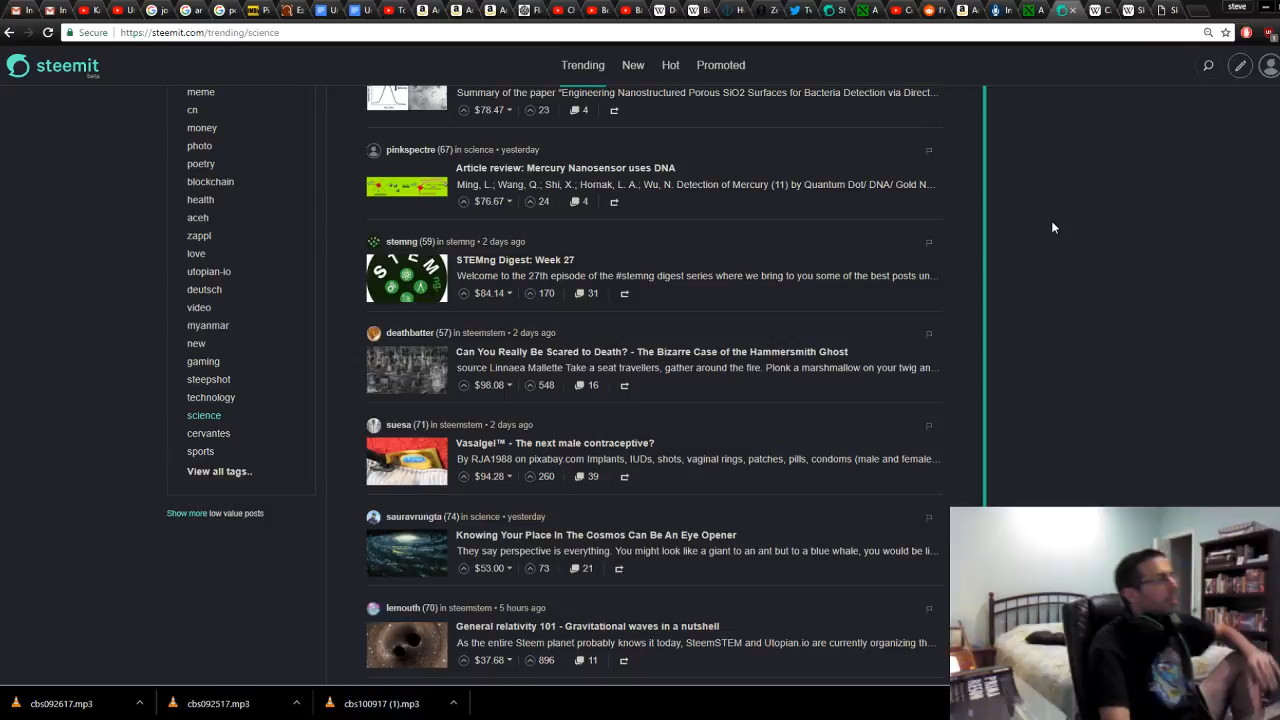 steve
Secure
https://steemit.com/trending/science
steemit
beta
Trending
New
Hot
Promoted
meme
cn
money
photo
poetry
blockchain
health
aceh
zappl
love
utopian-io
deutsch
video
myanmar
new
gaming
steepshot
technology
science
cervantes
sports
View all tags..
Show more low value posts
Summary of the paper "Engineering Nanostructured Porous SiO2 Surfaces for Bacteria Detection via Direct...
$78.47 23 4
pinkspectre (67) in science • yesterday
Article review: Mercury Nanosensor uses DNA
Ming, L.; Wang, Q.; Shi, X.; Hornak, L. A.; Wu, N. Detection of Mercury (11) by Quantum Dot/ DNA/ Gold N...
$76.67 24 4
stemng (59) in stemng • 2 days ago
STEMng Digest: Week 27
Welcome to the 27th episode of the #stemng digest series where we bring to you some of the best posts un...
STEM
ng
$84.14 170 31
deathbatter (57) in steemstem • 2 days ago
Can You Really Be Scared to Death? - The Bizarre Case of the Hammersmith Ghost
source Linnaea Mallette Take a seat travellers, gather around the fire. Plonk a marshmallow on your twig an...
$98.08 548 16
suesa (71) in steemstem • 2 days ago
Vasalgel™ - The next male contraceptive?
By RJA1988 on pixabay.com Implants, IUDs, shots, vaginal rings, patches, pills, condoms (male and female...
$94.28 260 39
sauravrungta (74) in science • yesterday
Knowing Your Place In The Cosmos Can Be An Eye Opener
They say perspective is everything. You might look like a giant to an ant but to a blue whale, you would be li...
$53.00 73 21
lemouth (70) in steemstem • 5 hours ago
General relativity 101 - Gravitational waves in a nutshell
As the entire Steem planet probably knows it today, SteemSTEM and Utopian.io are currently organizing th...
$37.68 896 11
cbs092617.mp3
cbs092517.mp3
cbs100917 (1).mp3